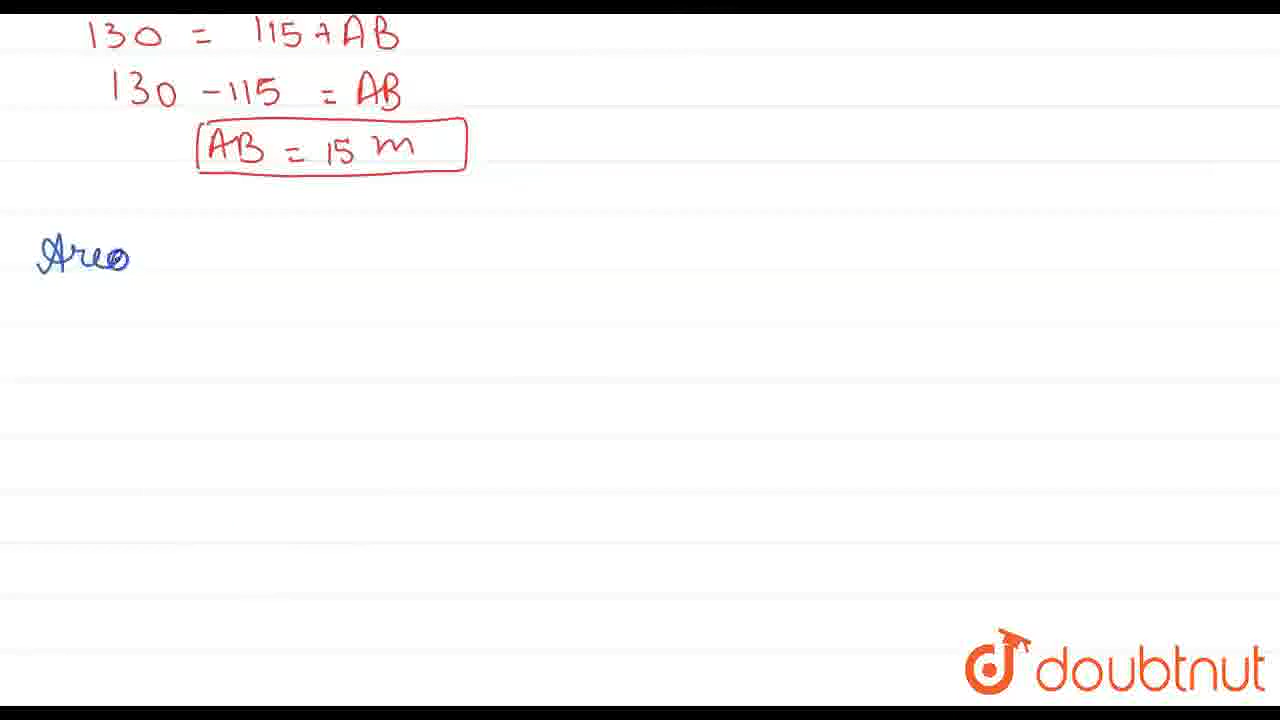 130 = 115 + AB
130 - 115 = AB
AB = 15 m
Area
doubtnut